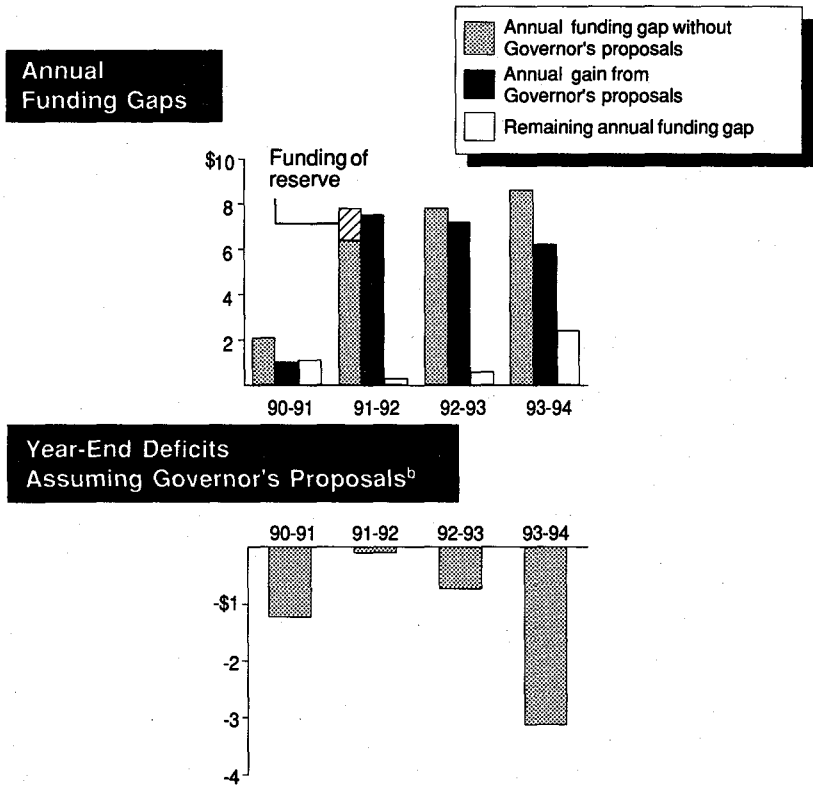 Annual funding gap without
Governor's proposals
Annual gain from
Governor's proposals
Remaining annual funding gap
Annual
Funding Gaps
Funding of
reserve
$10
8
6
4
2
90-91 91-92 92-93 93-94
Year-End Deficits
Assuming Governor's Proposalsᵇ
90-91 91-92 92-93 93-94
-$1
-2
-3
-4